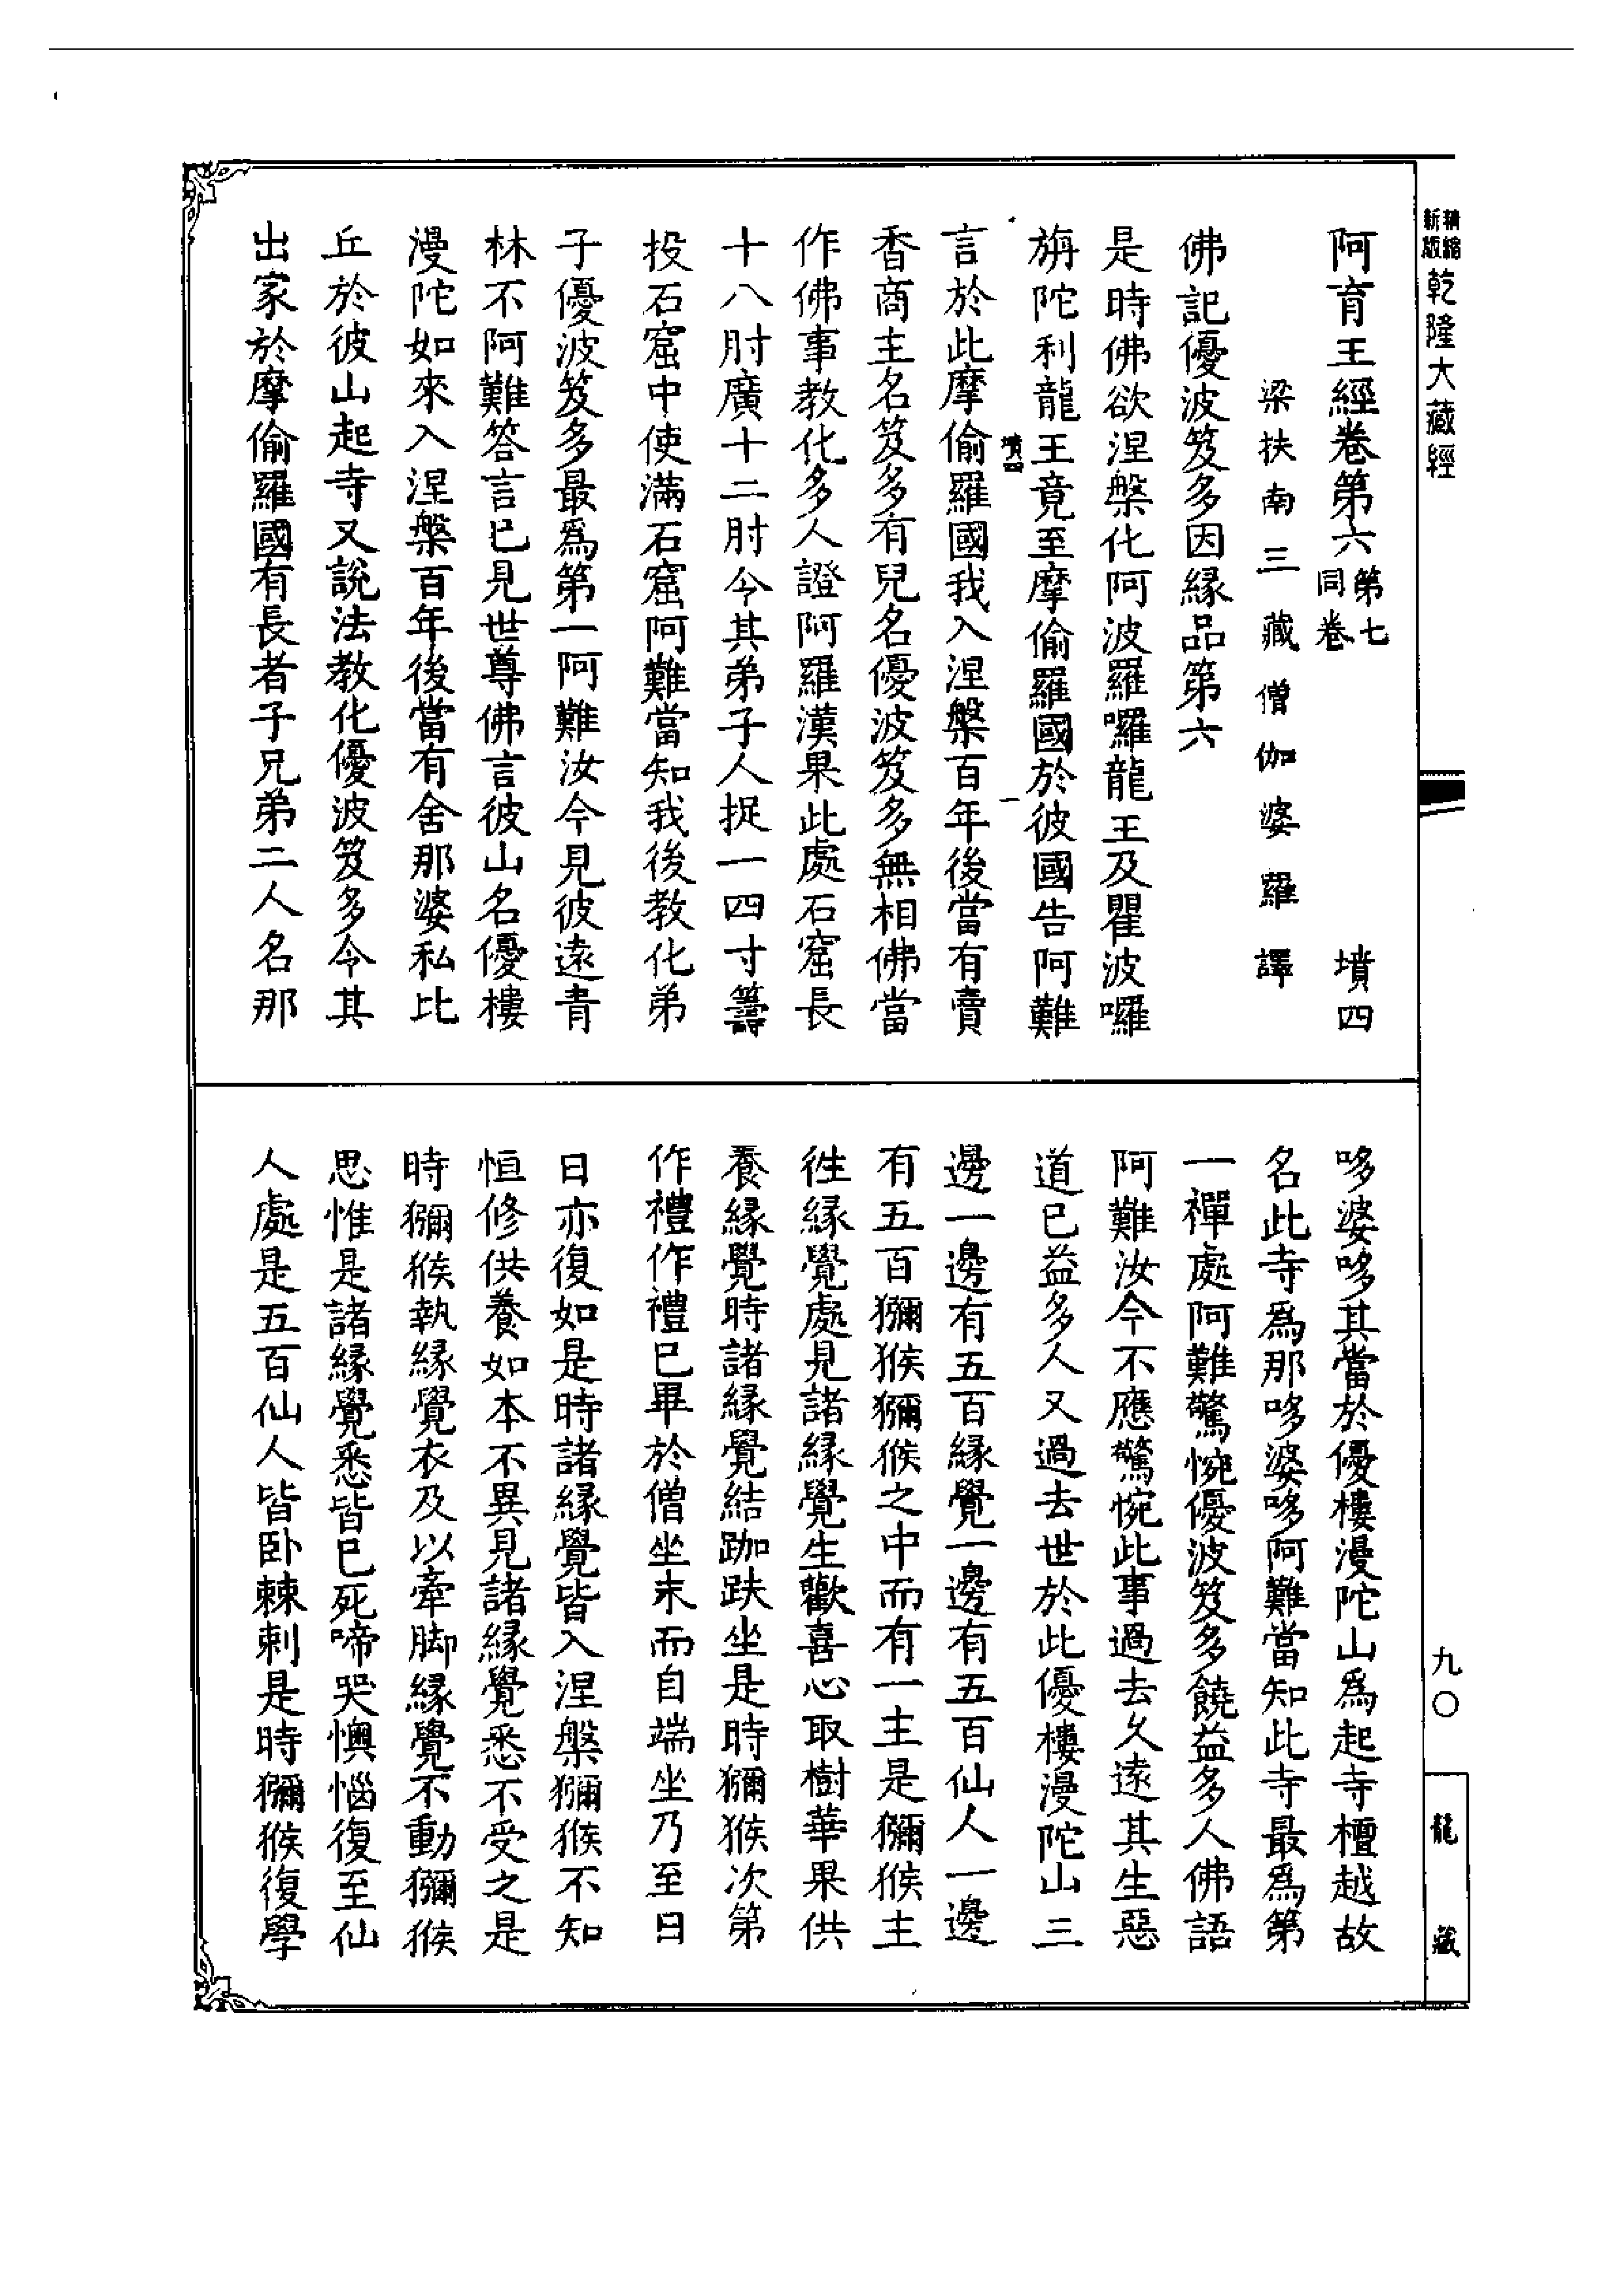 精縮新版乾隆大藏經
阿育王經卷第六第七同卷 墳四
梁扶南三藏僧伽婆羅譯
佛記優波笈多因緣品第六
是時佛欲涅槃化阿波羅囉龍王及瞿波囉
旃陀利龍王竟至摩偷羅國於彼國告阿難
墳四 一
言於此摩偷羅國我入涅槃百年後當有賣
香商主名笈多有兒名優波笈多無相佛當
作佛事教化多人證阿羅漢果此處石窟長
十八肘廣十二肘令其弟子人捉一四寸籌
投石窟中使滿石窟阿難當知我後教化弟
子優波笈多最爲第一阿難汝今見彼遠青
林不阿難答言已見世尊佛言彼山名優樓
漫陀如來入涅槃百年後當有舍那婆私比
丘於彼山起寺又說法教化優波笈多令其
出家於摩偷羅國有長者子兄弟二人名那
哆婆哆其當於優樓漫陀山爲起寺檀越故
名此寺爲那哆婆哆阿難當知此寺最爲第
一禪處阿難驚惋優波笈多饒益多人佛語
阿難汝今不應驚惋此事過去久遠其生惡
道已益多人又過去世於此優樓漫陀山三
邊一邊有五百緣覺一邊有五百仙人一邊
有五百獼猴獼猴之中而有一主是獼猴主
徃緣覺處見諸緣覺生歡喜心取樹華果供
養緣覺時諸緣覺結跏趺坐是時獼猴次第
作禮作禮已畢於僧坐末而自端坐乃至日
日亦復如是時諸緣覺皆入涅槃獼猴不知
恒修供養如本不異見諸緣覺悉不受之是
時獼猴執緣覺衣及以牽脚緣覺不動獼猴
思惟是諸緣覺悉皆已死啼哭懊惱復至仙
人處是五百仙人皆卧棘刺是時獼猴復學
九〇
龍藏